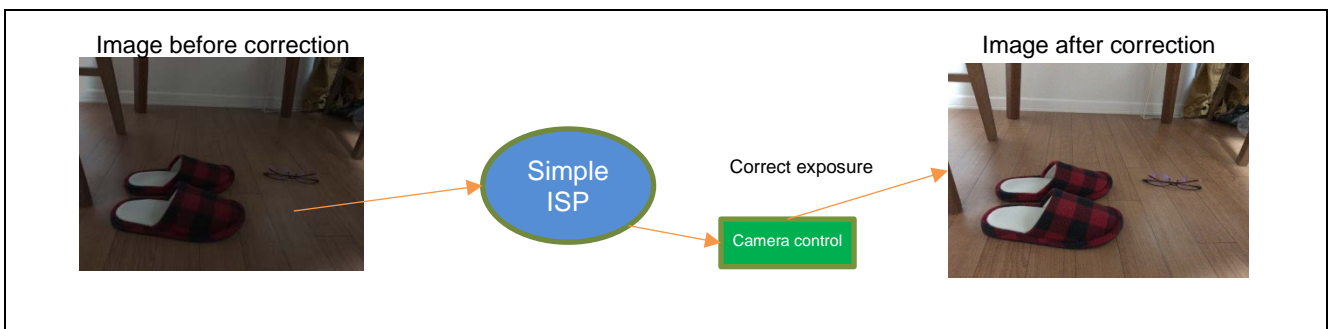 Image before correction
Image after correction
Simple
ISP
Correct exposure
Camera control